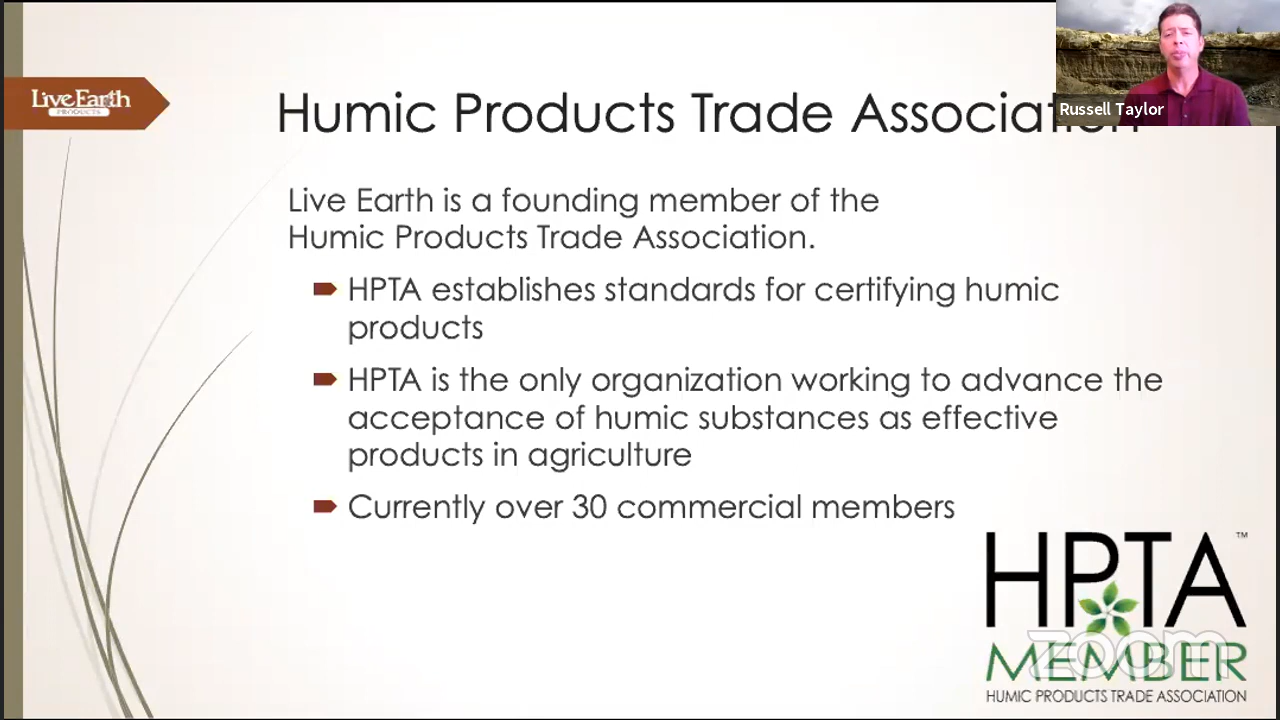 Live Earth
PRODUCTS
Humic Products Trade Association
Russell Taylor
Live Earth is a founding member of the
Humic Products Trade Association.
HPTA establishes standards for certifying humic
products
HPTA is the only organization working to advance the
acceptance of humic substances as effective
products in agriculture
Currently over 30 commercial members
HPTA™
zoom
MEMBER
HUMIC PRODUCTS TRADE ASSOCIATION